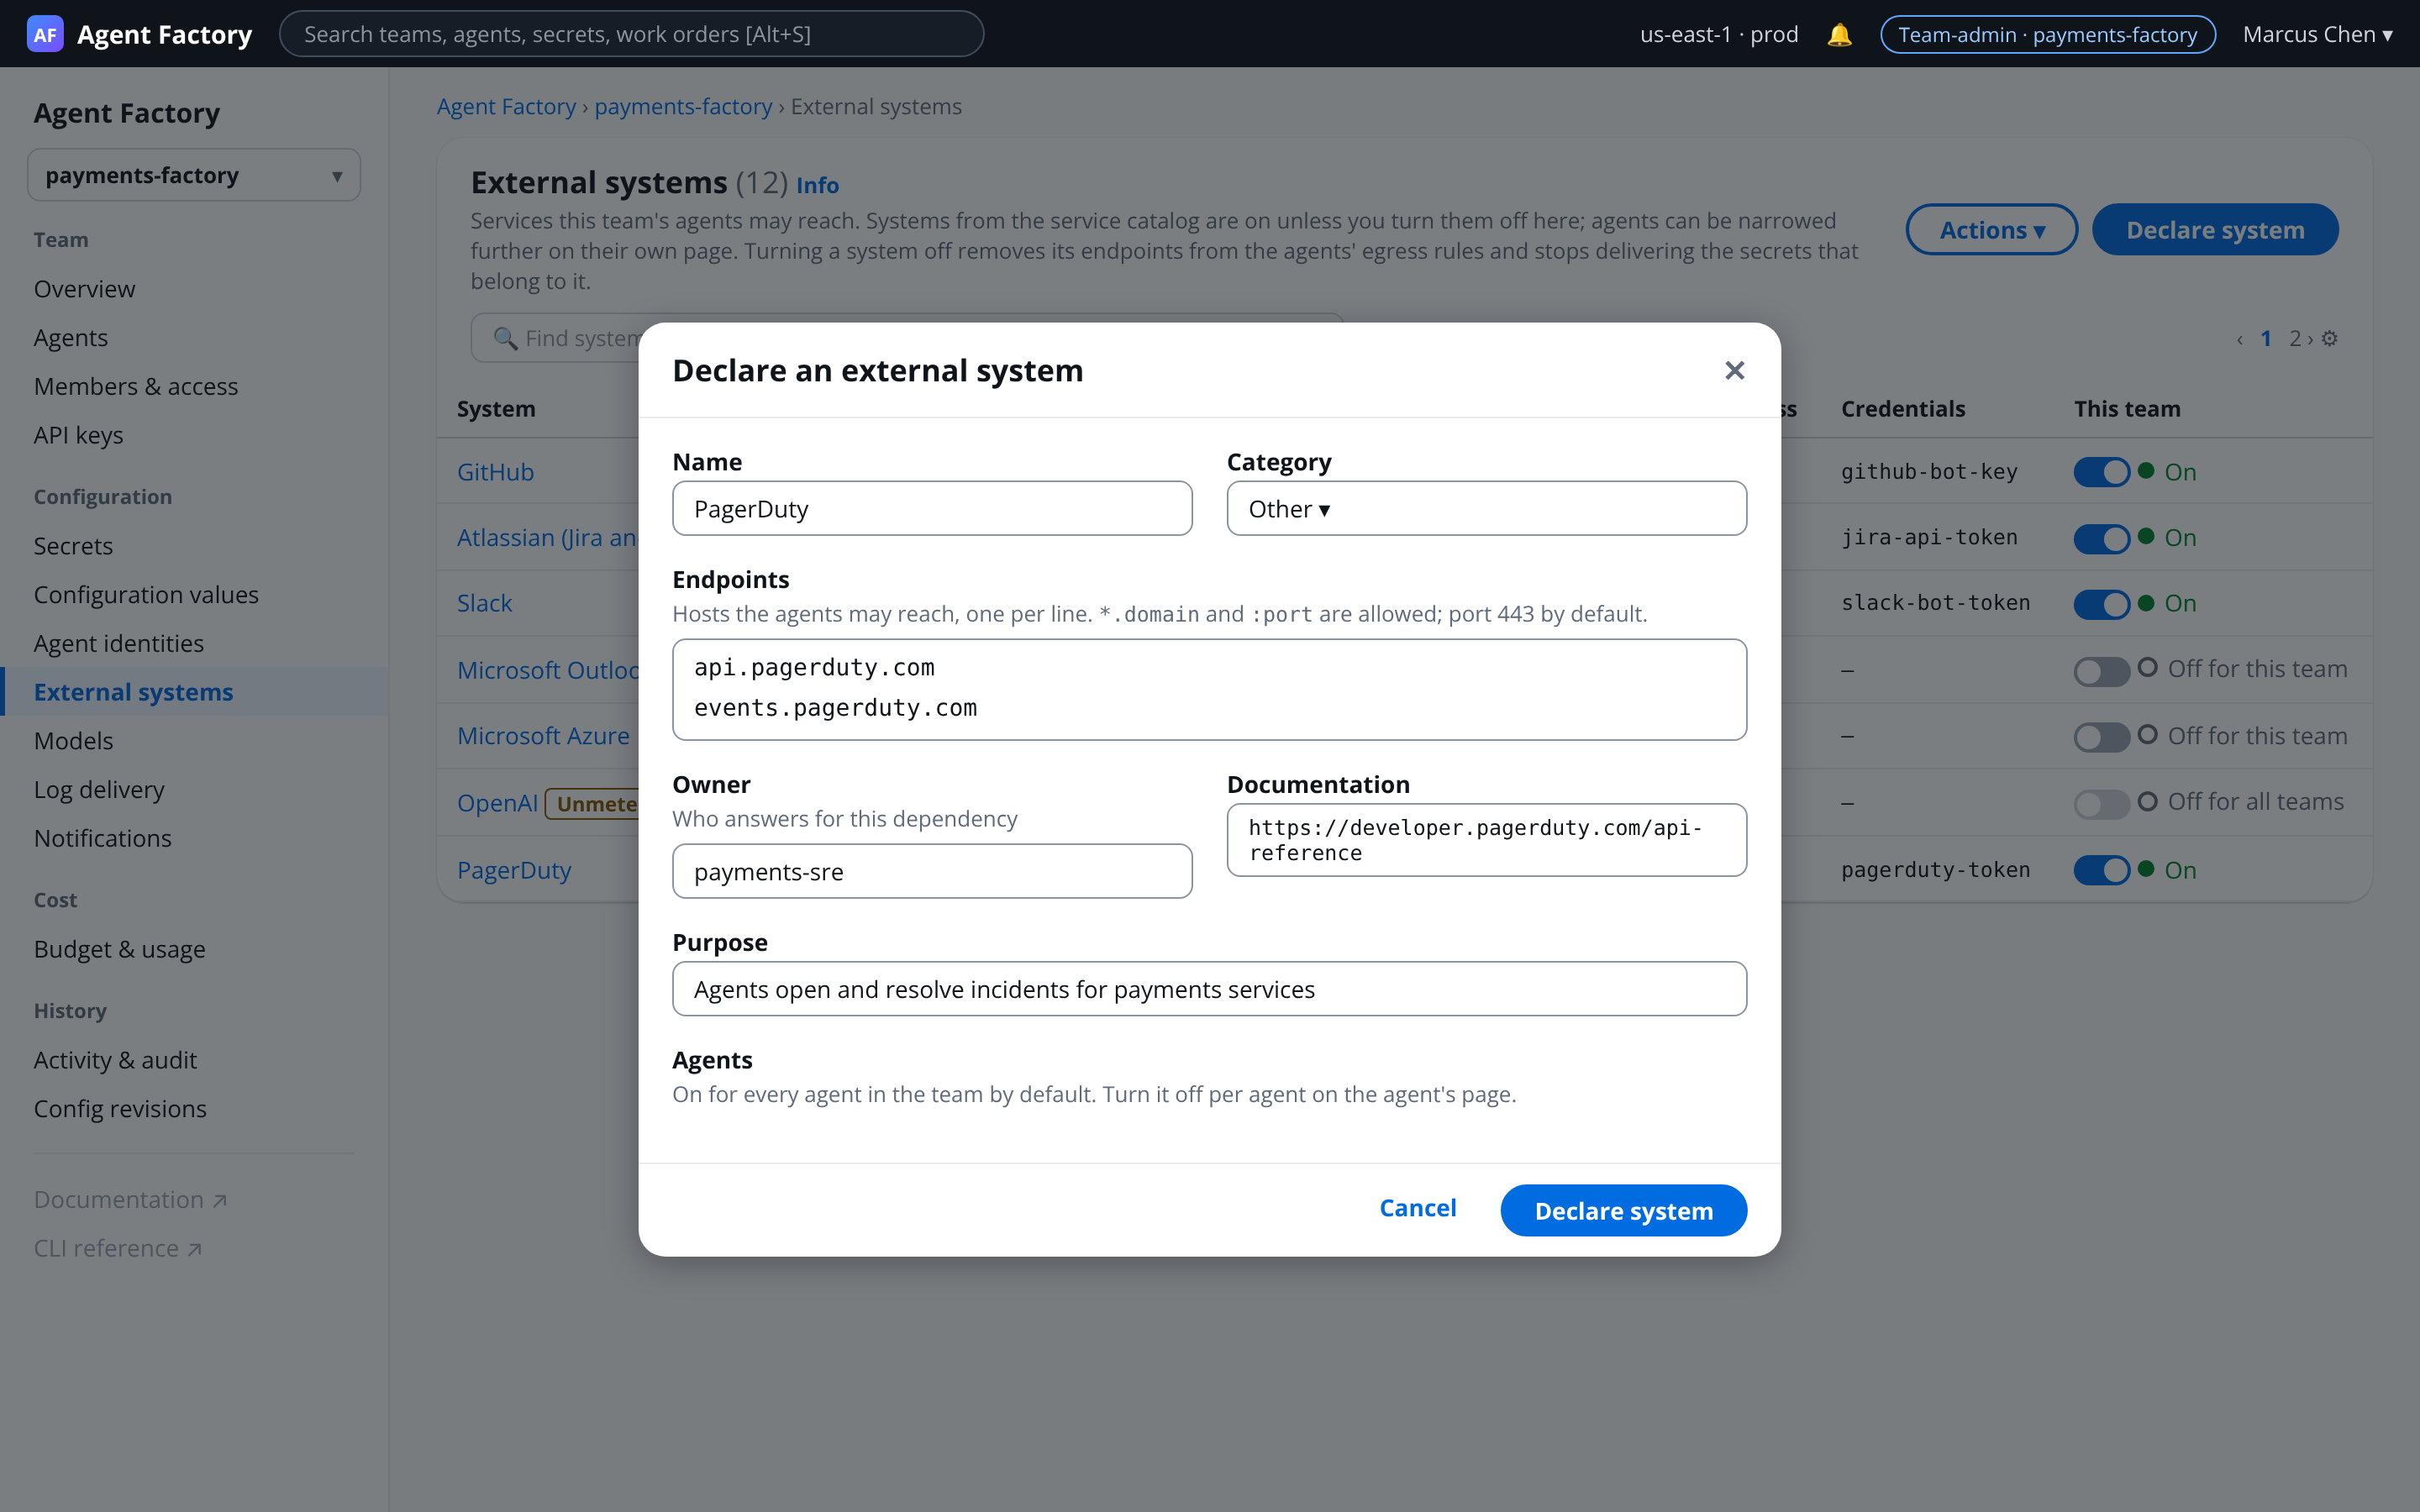 AF Agent Factory
Search teams, agents, secrets, work orders [Alt+S]
us-east-1 · prod
Team-admin · payments-factory
Marcus Chen ▾
Agent Factory
payments-factory ▾
Team
Overview
Agents
Members & access
API keys
Configuration
Secrets
Configuration values
Agent identities
External systems
Models
Log delivery
Notifications
Cost
Budget & usage
History
Activity & audit
Config revisions
Documentation ↗
CLI reference ↗
Agent Factory › payments-factory › External systems
External systems (12) Info
Services this team's agents may reach. Systems from the service catalog are on unless you turn them off here; agents can be narrowed
further on their own page. Turning a system off removes its endpoints from the agents' egress rules and stops delivering the secrets that
belong to it.
Actions ▾
Declare system
Find system
‹ 1 2 ›
System
Credentials
This team
GitHub
github-bot-key
On
Atlassian (Jira an
jira-api-token
On
Slack
slack-bot-token
On
Microsoft Outloo
–
Off for this team
Microsoft Azure
–
Off for this team
OpenAI Unmete
–
Off for all teams
PagerDuty
pagerduty-token
On
Declare an external system
Name
PagerDuty
Category
Other ▾
Endpoints
Hosts the agents may reach, one per line. *.domain and :port are allowed; port 443 by default.
api.pagerduty.com
events.pagerduty.com
Owner
Who answers for this dependency
payments-sre
Documentation
https://developer.pagerduty.com/api-
reference
Purpose
Agents open and resolve incidents for payments services
Agents
On for every agent in the team by default. Turn it off per agent on the agent's page.
Cancel
Declare system